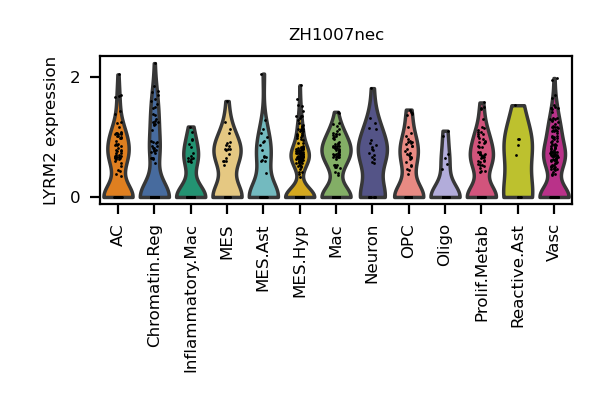 ZH1007nec
LYRM2 expression
2
0
AC
Chromatin.Reg
Inflammatory.Mac
MES
MES.Ast
MES.Hyp
Mac
Neuron
OPC
Oligo
Prolif.Metab
Reactive.Ast
Vasc